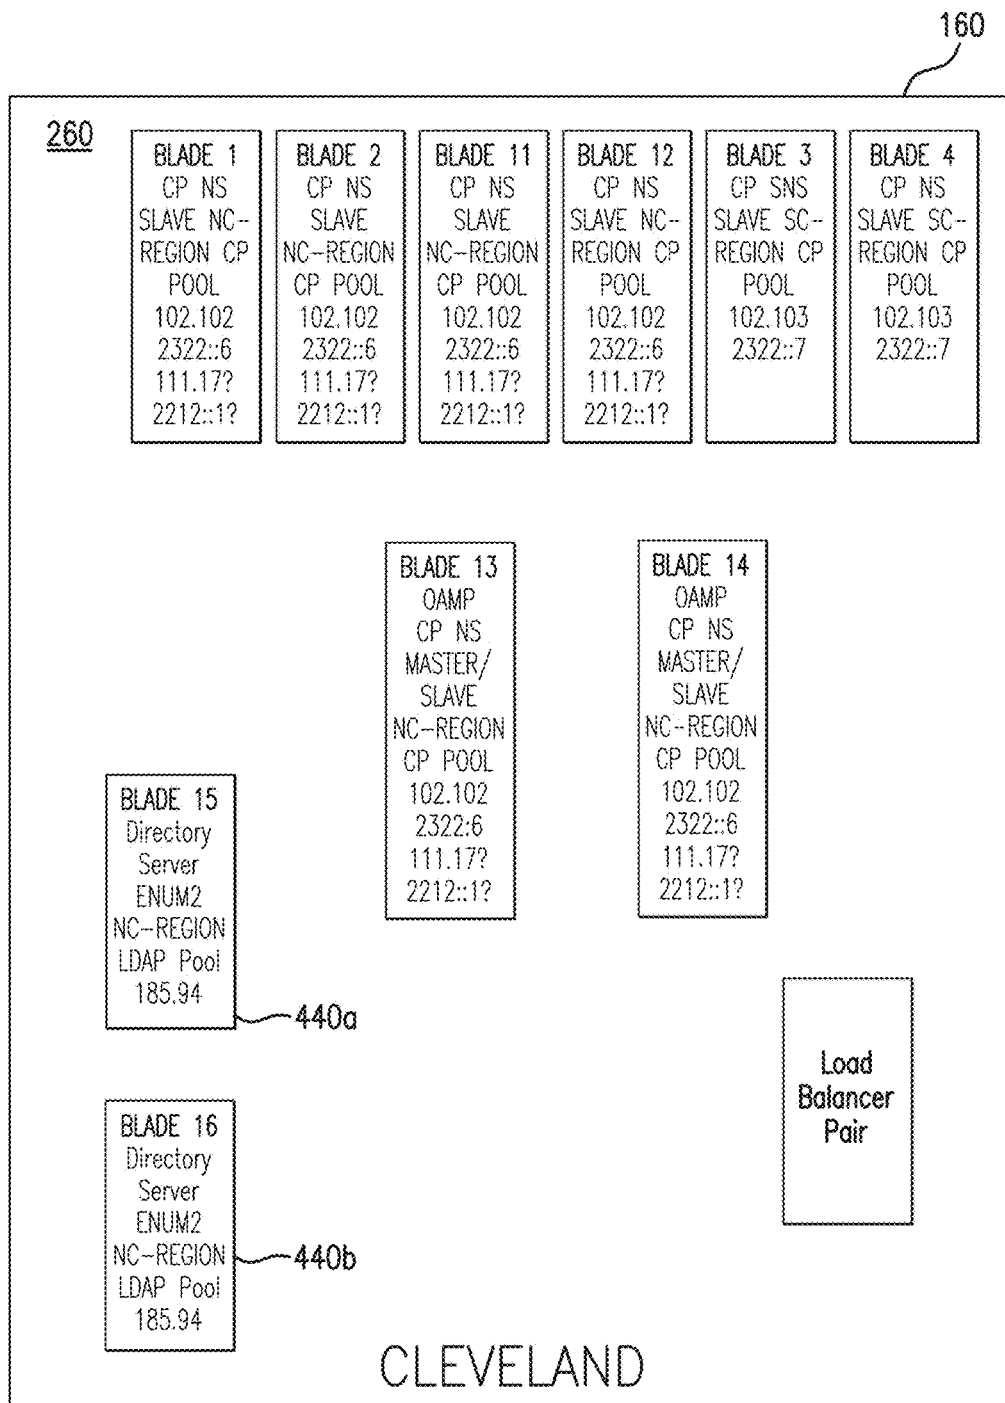 160
260
BLADE 1
CP NS
SLAVE NC-
REGION CP
POOL
102.102
2322::6
111.17?
2212::1?
BLADE 2
CP NS
SLAVE
NC-REGION
CP POOL
102.102
2322::6
111.17?
2212::1?
BLADE 11
CP NS
SLAVE
NC-REGION
CP POOL
102.102
2322::6
111.17?
2212::1?
BLADE 12
CP NS
SLAVE NC-
REGION CP
POOL
102.102
2322::6
111.17?
2212::1?
BLADE 3
CP SNS
SLAVE SC-
REGION CP
POOL
102.103
2322::7
BLADE 4
CP NS
SLAVE SC-
REGION CP
POOL
102.103
2322::7
BLADE 13
OAMP
CP NS
MASTER/
SLAVE
NC-REGION
CP POOL
102.102
2322:6
111.17?
2212::1?
BLADE 14
OAMP
CP NS
MASTER/
SLAVE
NC-REGION
CP POOL
102.102
2322::6
111.17?
2212::1?
BLADE 15
Directory
Server
ENUM2
NC-REGION
LDAP Pool
185.94
440a
BLADE 16
Directory
Server
ENUM2
NC-REGION
LDAP Pool
185.94
440b
Load
Balancer
Pair
CLEVELAND